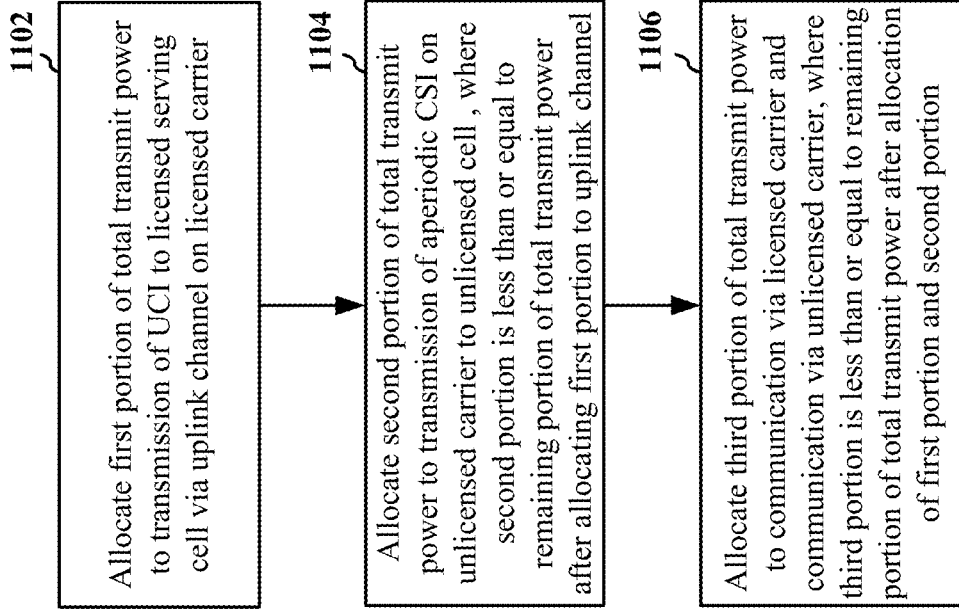 1102
Allocate first portion of total transmit power
to transmission of UCI to licensed serving
cell via uplink channel on licensed carrier
1104
Allocate second portion of total transmit
power to transmission of aperiodic CSI on
unlicensed carrier to unlicensed cell , where
second portion is less than or equal to
remaining portion of total transmit power
after allocating first portion to uplink channel
1106
Allocate third portion of total transmit power
to communication via licensed carrier and
communication via unlicensed carrier, where
third portion is less than or equal to remaining
portion of total transmit power after allocation
of first portion and second portion